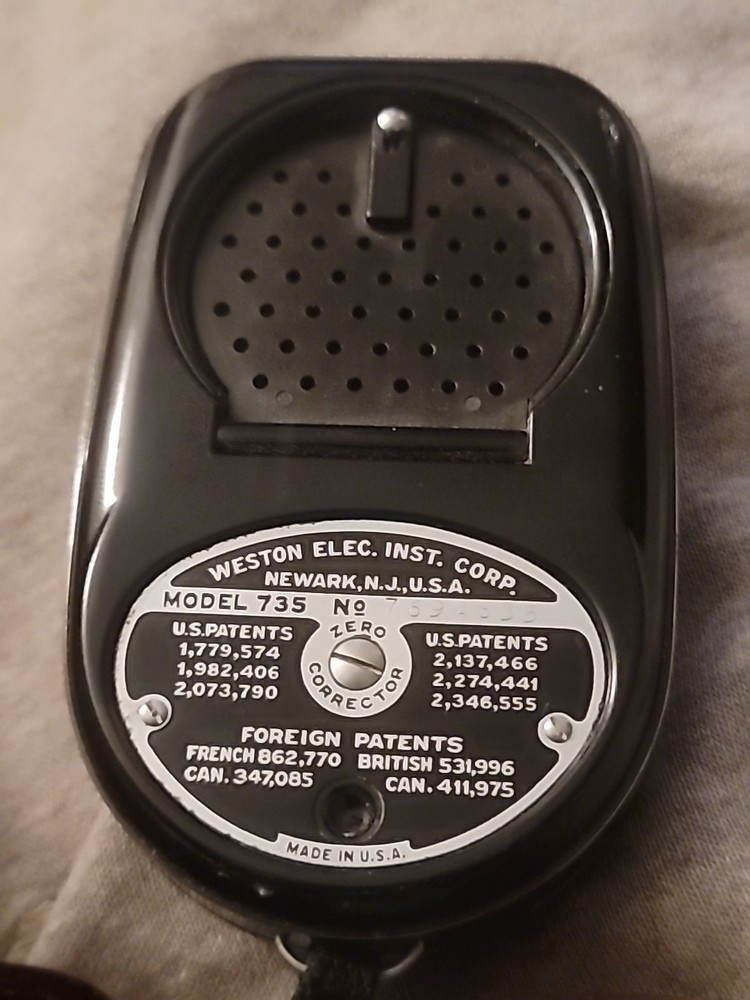 WESTON ELEC. INST. CORP.
NEWARK, N.J., U.S.A.
MODEL 735 No
ZERO
CORRECTOR
U.S. PATENTS
1,779,574
1,982,406
2,073,790
U.S. PATENTS
2,137,466
2,274,441
2,346,555
FOREIGN PATENTS
FRENCH 862,770 BRITISH 531,996
CAN. 347,085 CAN. 411,975
MADE IN U.S.A.